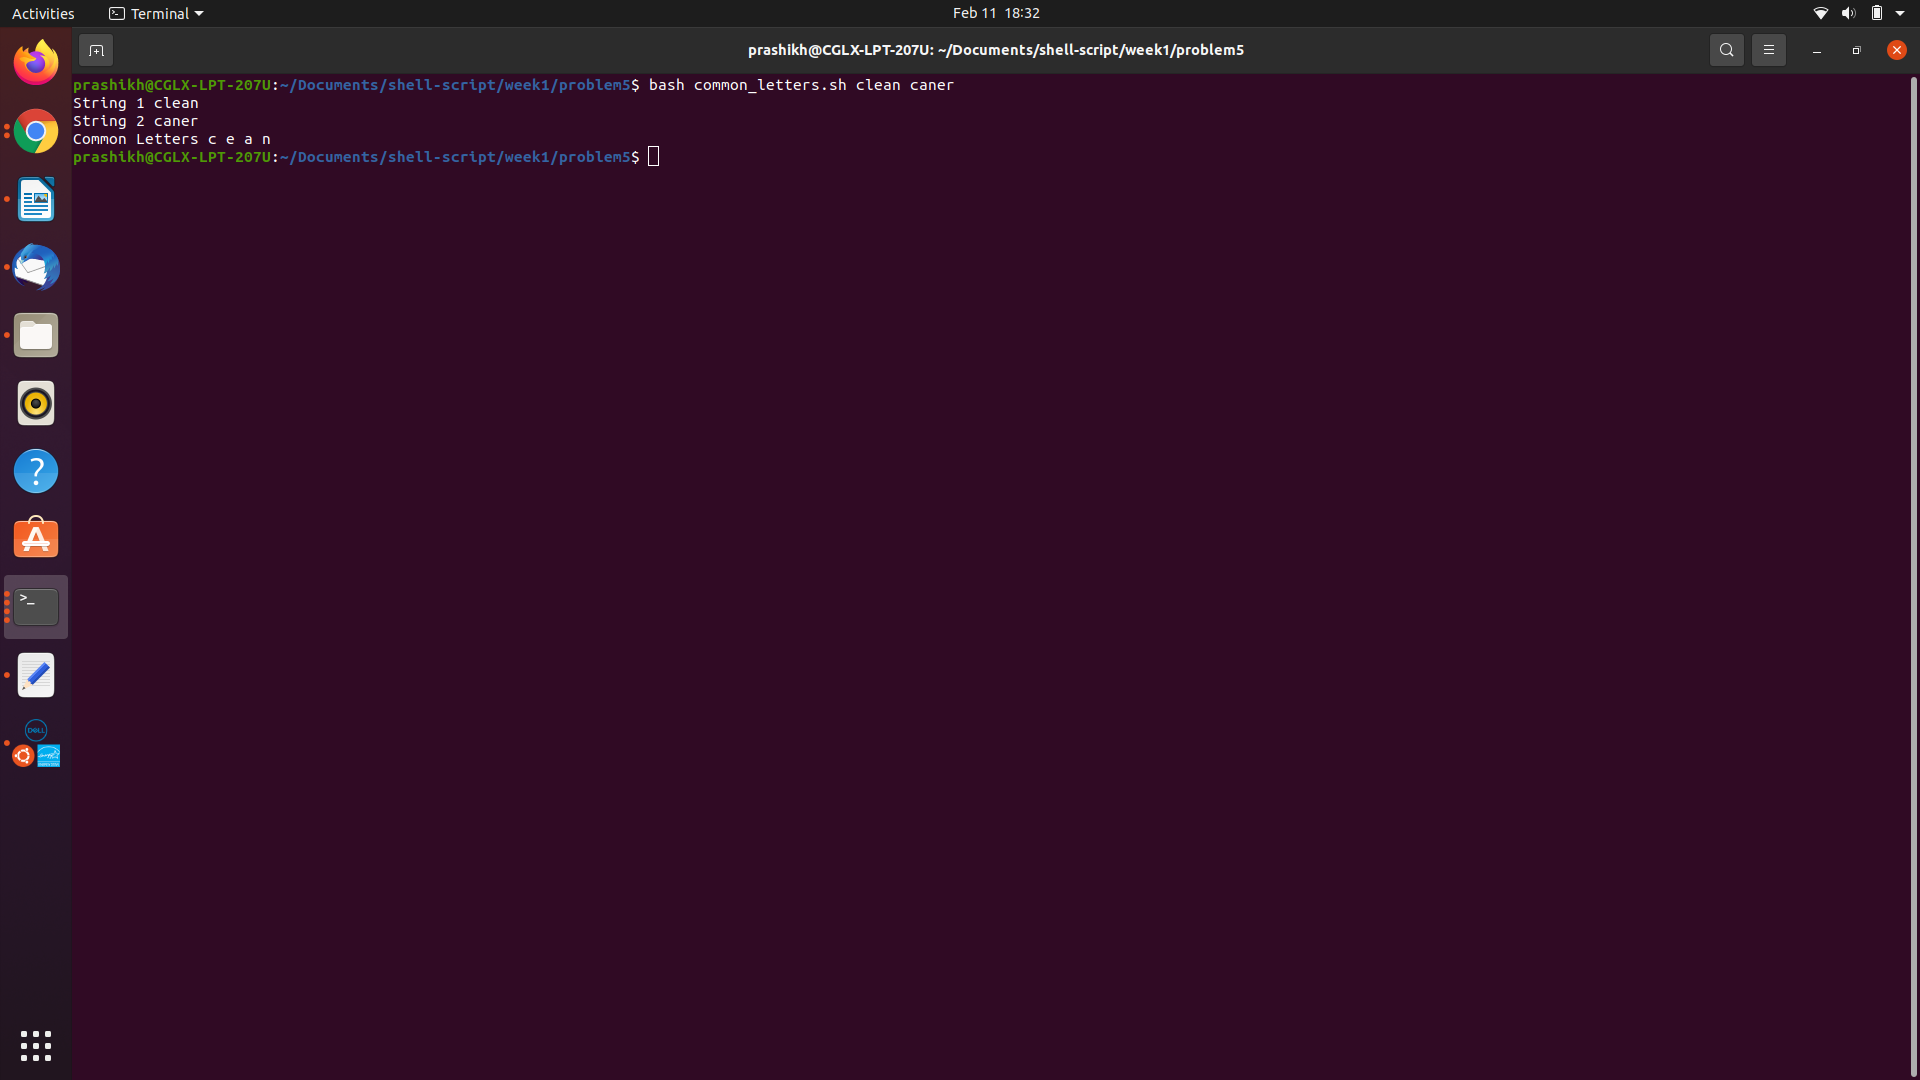 Activities
Terminal
Feb 11 18:32
prashikh@CGLX-LPT-207U: ~/Documents/shell-script/week1/problem5
prashikh@CGLX-LPT-207U:~/Documents/shell-script/week1/problem5$ bash common_letters.sh clean caner
String 1 clean
String 2 caner
Common Letters c e a n
prashikh@CGLX-LPT-207U:~/Documents/shell-script/week1/problem5$
>_
DELL